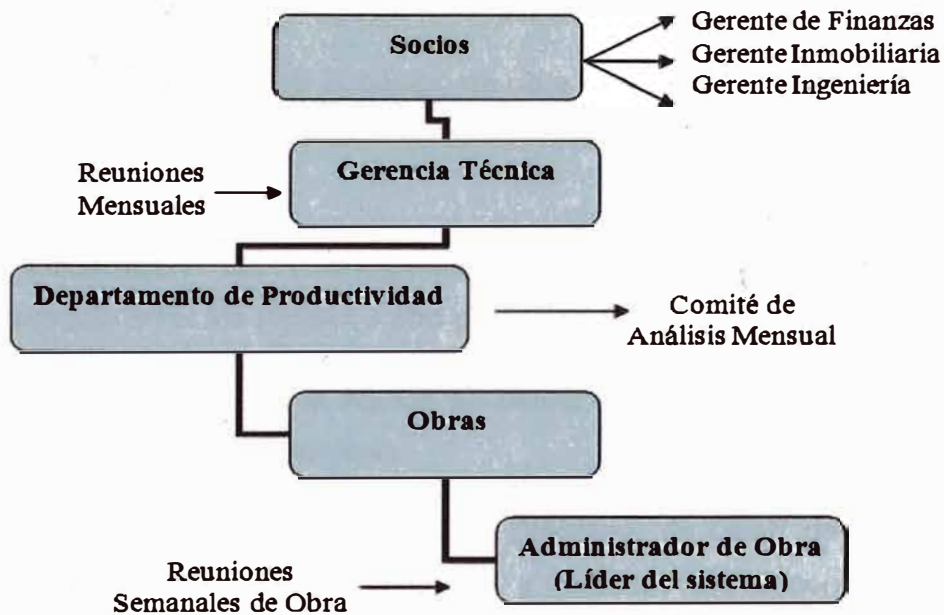 Socios
Gerente de Finanzas
Gerente Inmobiliaria
Gerente Ingeniería
Gerencia Técnica
Reuniones
Mensuales
Departamento de Productividad
Comité de
Análisis Mensual
Obras
Administrador de Obra
(Líder del sistema)
Reuniones
Semanales de Obra